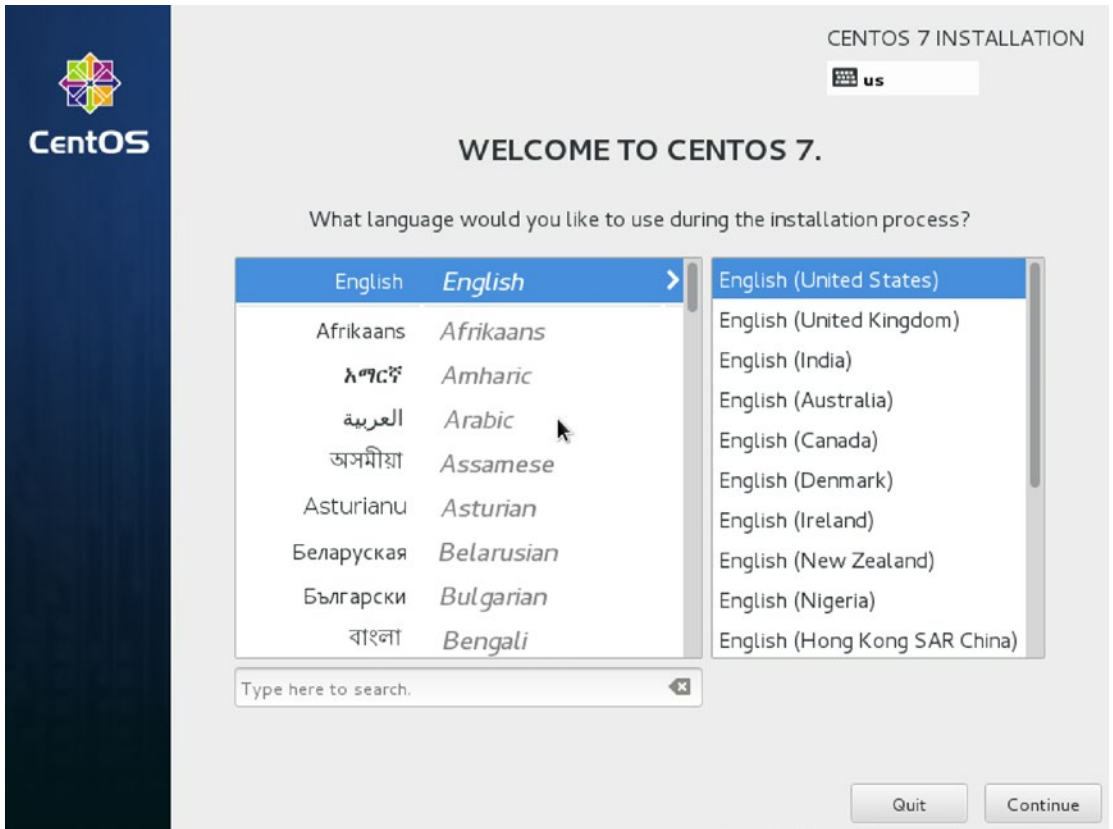 CentOS
CENTOS 7 INSTALLATION
us
WELCOME TO CENTOS 7.
What language would you like to use during the installation process?
English English
Afrikaans Afrikaans
አማርኛ Amharic
العربية Arabic
অসমীয়া Assamese
Asturianu Asturian
Беларуская Belarusian
Български Bulgarian
বাংলা Bengali
English (United States)
English (United Kingdom)
English (India)
English (Australia)
English (Canada)
English (Denmark)
English (Ireland)
English (New Zealand)
English (Nigeria)
English (Hong Kong SAR China)
Type here to search.
Quit Continue